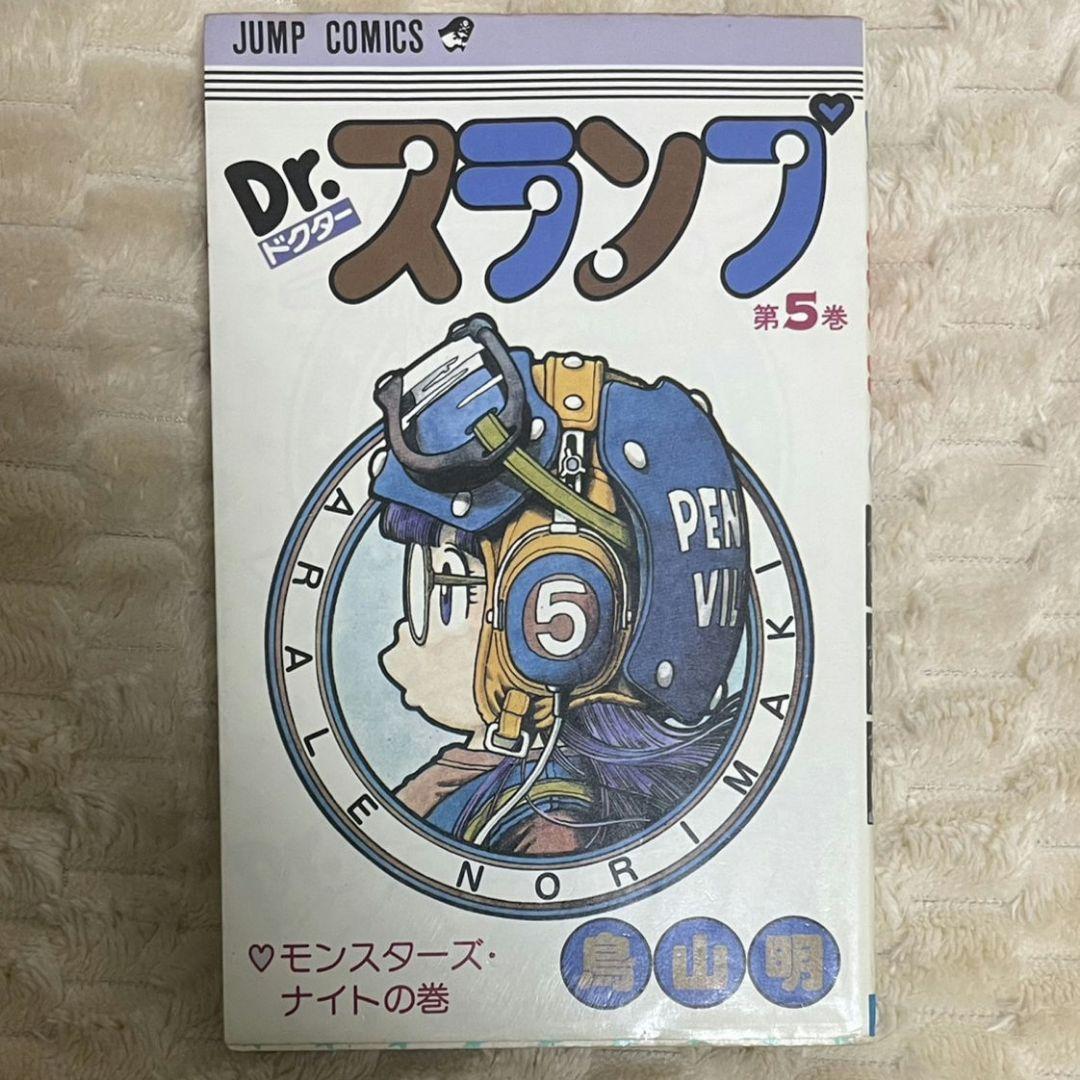 JUMP COMICS
Dr.スランプ
ドクター
第5巻
PEN
VIL
5
ARALE NORIMAKI
♡モンスターズ・
ナイトの巻
鳥山明